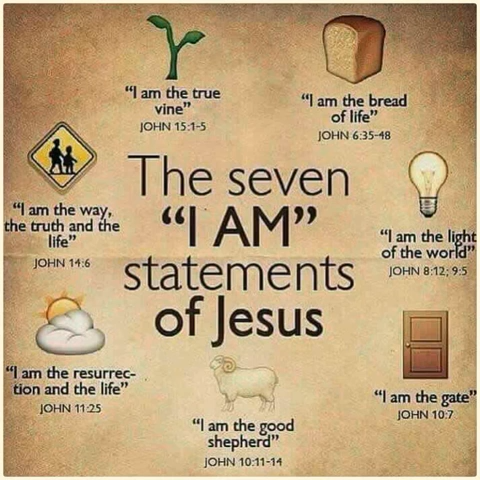 The seven
“I AM”
statements
of Jesus
“I am the true
vine”
JOHN 15:1-5
“I am the bread
of life”
JOHN 6:35-48
“I am the light
of the world”
JOHN 8:12; 9:5
“I am the gate”
JOHN 10:7
“I am the good
shepherd”
JOHN 10:11-14
“I am the resurrec-
tion and the life”
JOHN 11:25
“I am the way,
the truth and the
life”
JOHN 14:6